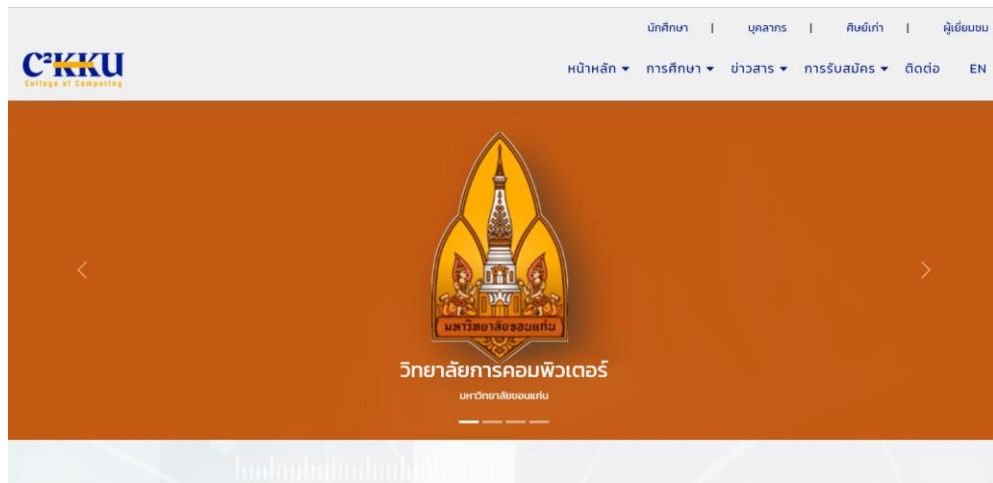 นักศึกษา | บุคลากร | ศิษย์เก่า | ผู้เยี่ยมชม
C²KKU
College of Computing
หน้าหลัก การศึกษา ข่าวสาร การรับสมัคร ติดต่อ EN
มหาวิทยาลัยขอนแก่น
วิทยาลัยการคอมพิวเตอร์
มหาวิทยาลัยขอนแก่น